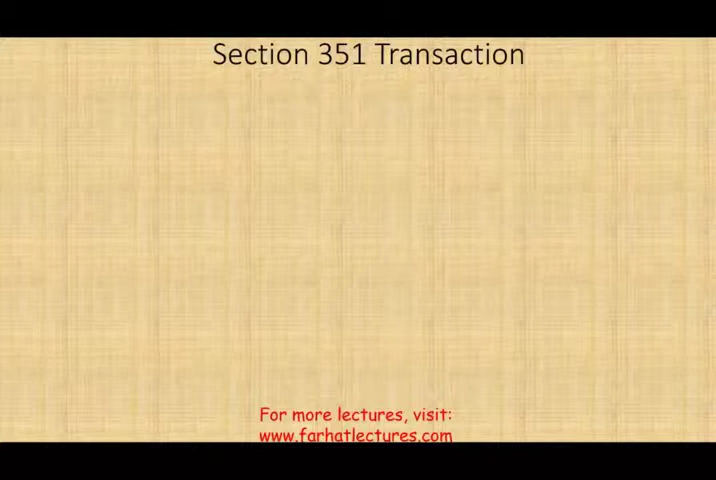 Section 351 Transaction
For more lectures, visit:
www.farhatlectures.com